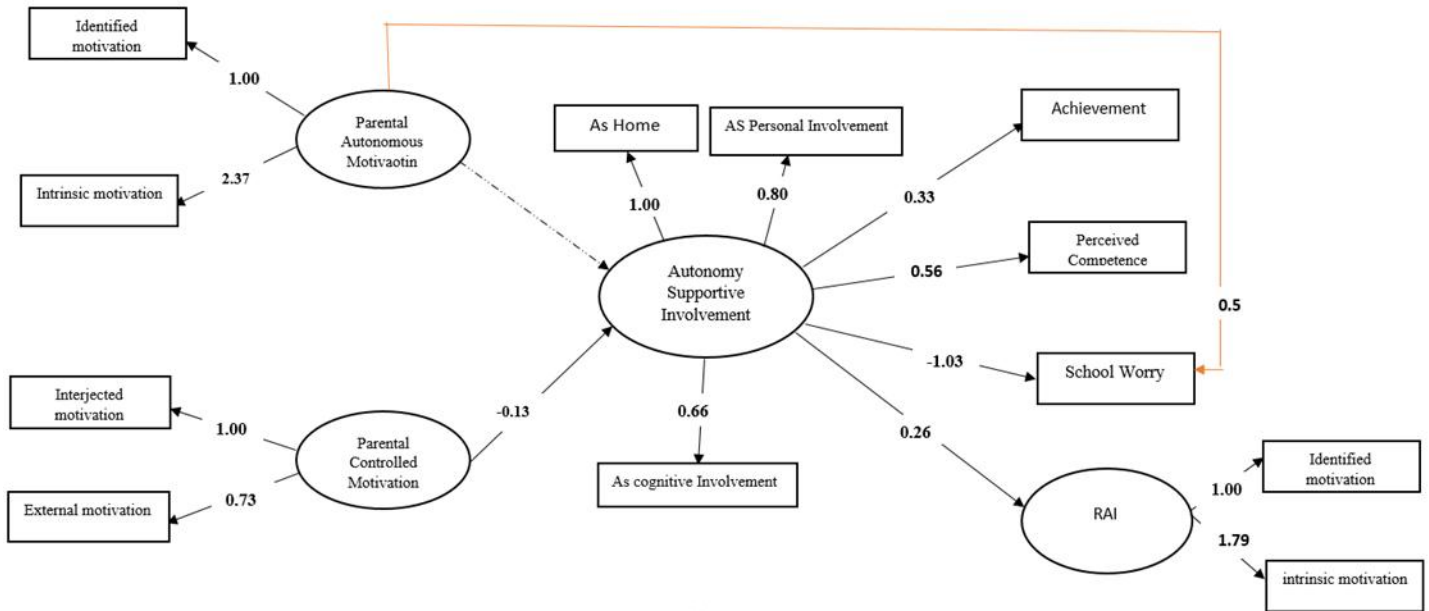 Identified
motivation
1.00
Parental
Autonomous
Motivaotin
2.37
Intrinsic motivation
As Home
AS Personal Involvement
Achievement
1.00
0.80
0.33
Perceived
Competence
0.56
Autonomy
Supportive
Involvement
0.5
-1.03
School Worry
Interjected
motivation
1.00
-0.13
0.66
0.26
Parental
Controlled
Motivation
0.73
External motivation
As cognitive Involvement
Identified
motivation
1.00
RAI
1.79
intrinsic motivation